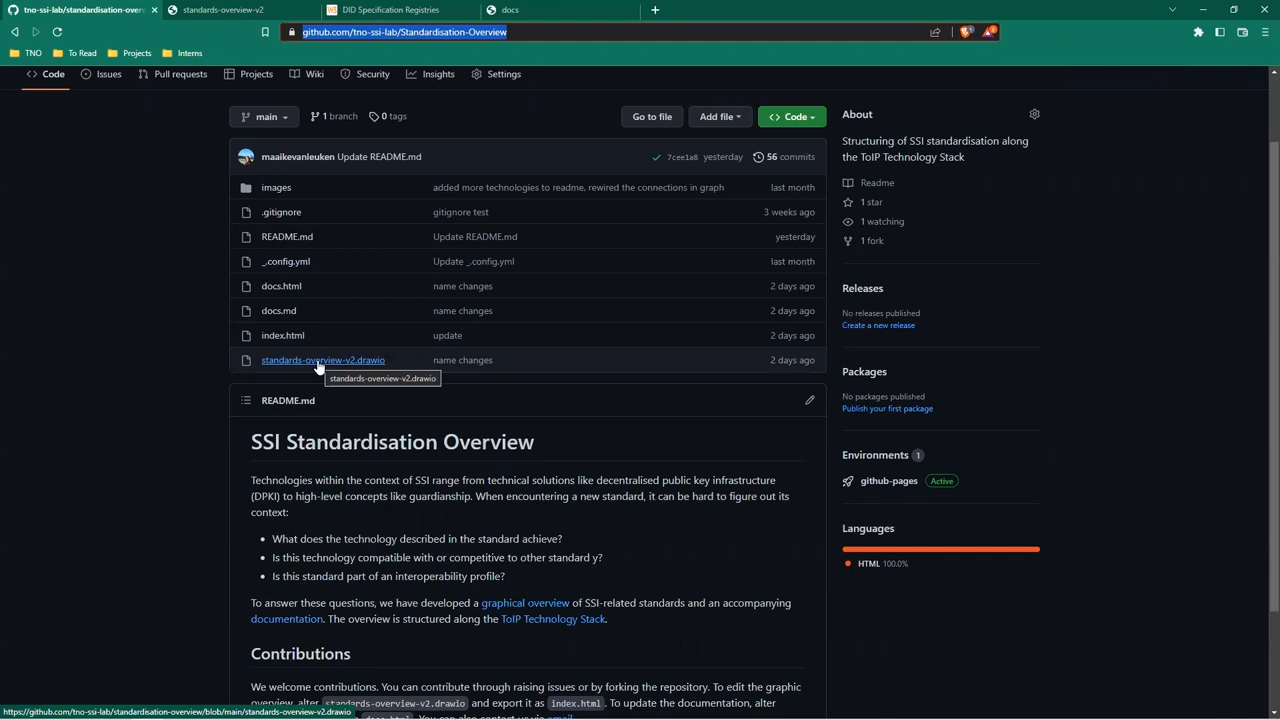 tno-ssi-lab/standardisation-over
standards-overview-v2
DID Specification Registries
docs
github.com/tno-ssi-lab/Standardisation-Overview
TNO
To Read
Projects
Interns
Code
Issues
Pull requests
Projects
Wiki
Security
Insights
Settings
main
1 branch
0 tags
Go to file
Add file
Code
maaikevanleuken Update README.md
7cee1a8 yesterday
56 commits
images added more technologies to readme, rewired the connections in graph last month
.gitignore gitignore test 3 weeks ago
README.md Update README.md yesterday
_config.yml Update _config.yml last month
docs.html name changes 2 days ago
docs.md name changes 2 days ago
index.html update 2 days ago
standards-overview-v2.drawio name changes 2 days ago
standards-overview-v2.drawio
README.md
SSI Standardisation Overview
Technologies within the context of SSI range from technical solutions like decentralised public key infrastructure
(DPKI) to high-level concepts like guardianship. When encountering a new standard, it can be hard to figure out its
context:
• What does the technology described in the standard achieve?
• Is this technology compatible with or competitive to other standard y?
• Is this standard part of an interoperability profile?
To answer these questions, we have developed a graphical overview of SSI-related standards and an accompanying
documentation. The overview is structured along the ToIP Technology Stack.
Contributions
We welcome contributions. You can contribute through raising issues or by forking the repository. To edit the graphic
overview, alter standards-overview-v2.drawio and export it as index.html. To update the documentation, alter
About
Structuring of SSI standardisation along
the ToIP Technology Stack
Readme
1 star
1 watching
1 fork
Releases
No releases published
Create a new release
Packages
No packages published
Publish your first package
Environments 1
github-pages Active
Languages
HTML 100.0%
https://github.com/tno-ssi-lab/standardisation-overview/blob/main/standards-overview-v2.drawio